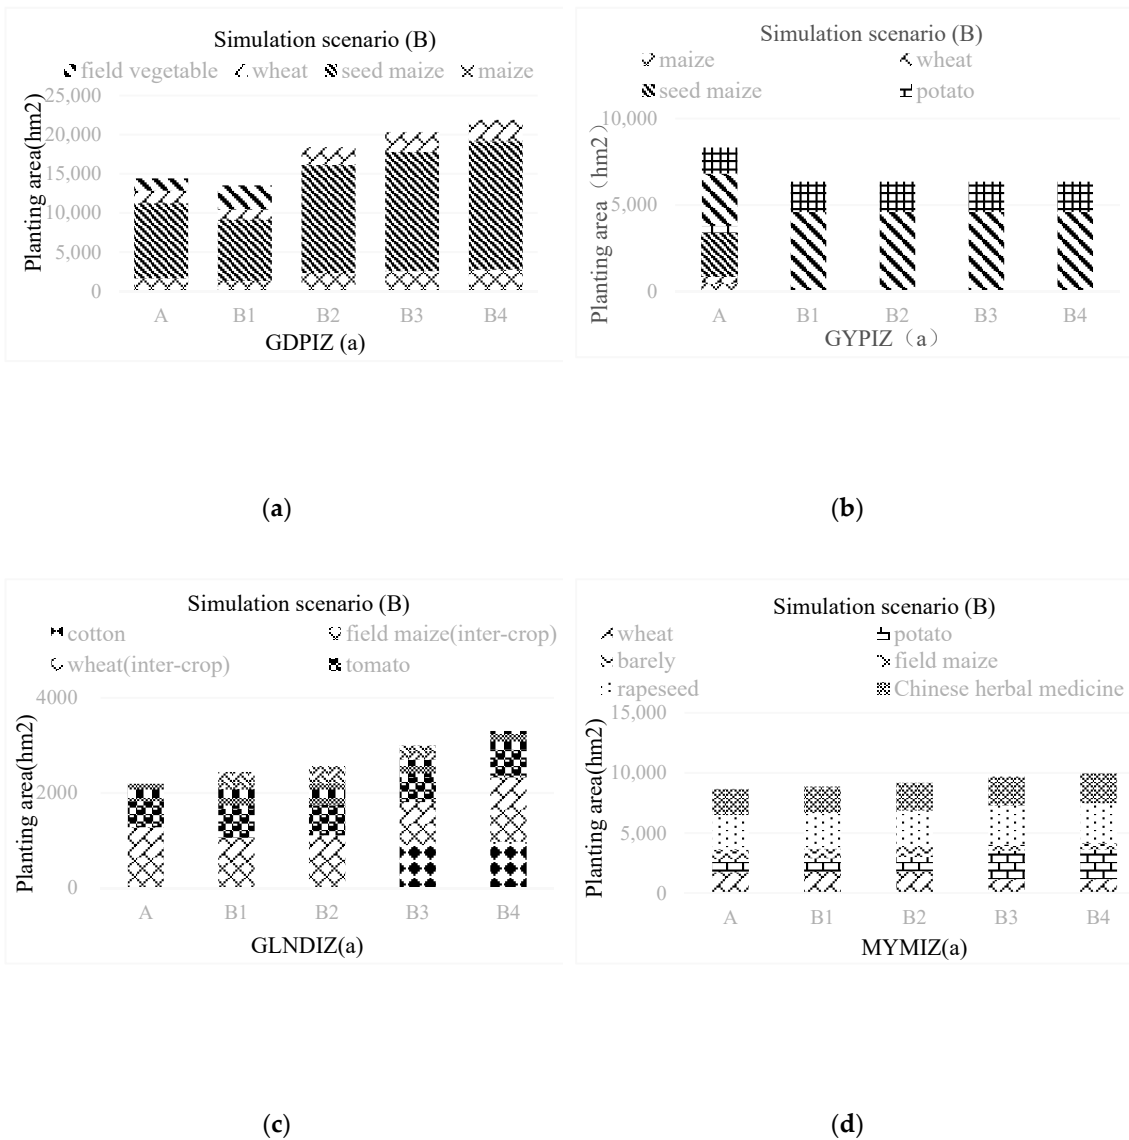 Simulation scenario (B)
field vegetable wheat seed maize maize
25,000
20,000
15,000
10,000
5,000
0
Planting area(hm2)
A B1 B2 B3 B4
GDPIZ (a)
Simulation scenario (B)
maize wheat
seed maize potato
10,000
5,000
0
Planting area（hm2）
A B1 B2 B3 B4
GYPIZ（a）
(a) (b)
Simulation scenario (B)
cotton field maize(inter-crop)
wheat(inter-crop) tomato
4000
2000
0
Planting area(hm2)
A B1 B2 B3 B4
GLNDIZ(a)
Simulation scenario (B)
wheat potato
barely field maize
rapeseed Chinese herbal medicine
15,000
10,000
5,000
0
Planting area(hm2)
A B1 B2 B3 B4
MYMIZ(a)
(c) (d)